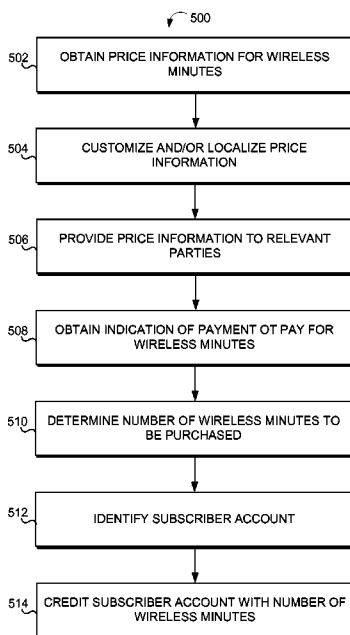 500
502
OBTAIN PRICE INFORMATION FOR WIRELESS
MINUTES
504
CUSTOMIZE AND/OR LOCALIZE PRICE
INFORMATION
506
PROVIDE PRICE INFORMATION TO RELEVANT
PARTIES
508
OBTAIN INDICATION OF PAYMENT OT PAY FOR
WIRELESS MINUTES
510
DETERMINE NUMBER OF WIRELESS MINUTES TO
BE PURCHASED
512
IDENTIFY SUBSCRIBER ACCOUNT
514
CREDIT SUBSCRIBER ACCOUNT WITH NUMBER OF
WIRELESS MINUTES